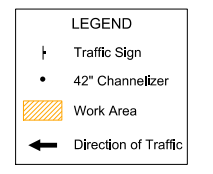 LEGEND
Traffic Sign
42" Channelizer
Work Area
Direction of Traffic